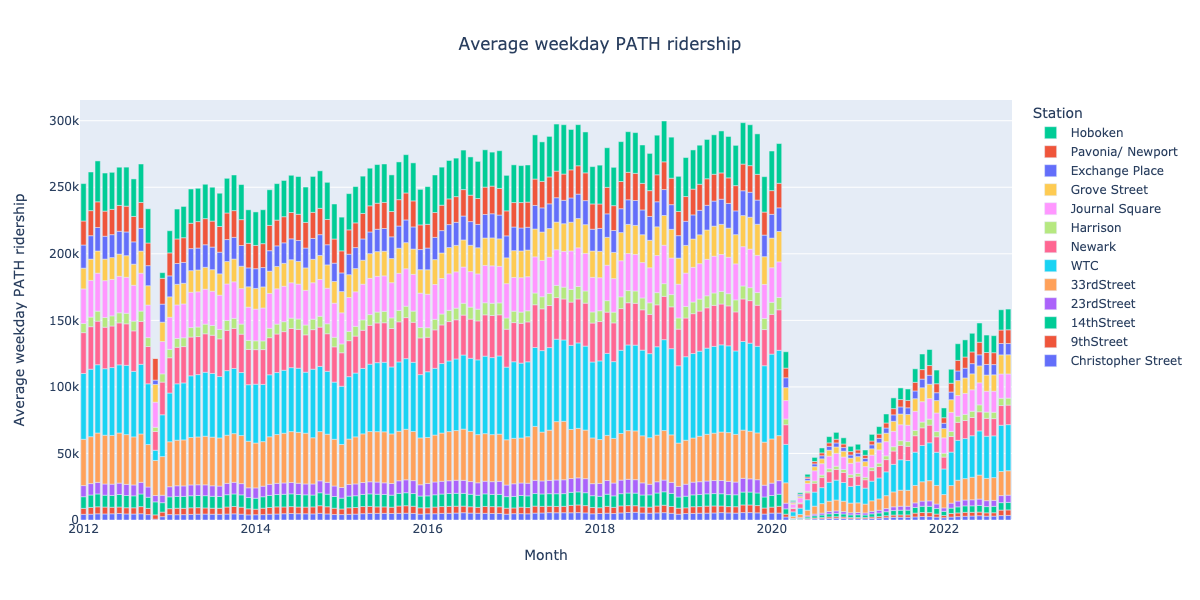 Average weekday PATH ridership
Average weekday PATH ridership
300k
250k
200k
150k
100k
50k
0
2012
2014
2016
2018
2020
2022
Month
Station
Hoboken
Pavonia/ Newport
Exchange Place
Grove Street
Journal Square
Harrison
Newark
WTC
33rdStreet
23rdStreet
14thStreet
9thStreet
Christopher Street